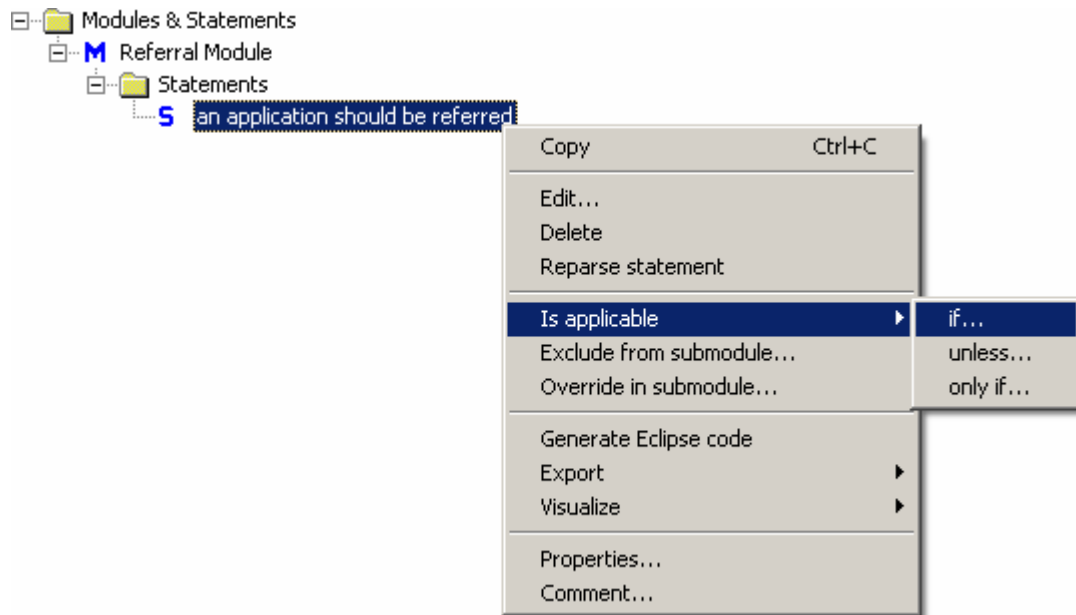 Modules & Statements
M Referral Module
Statements
S an application should be referred
Copy Ctrl+C
Edit...
Delete
Reparse statement
Is applicable if...
Exclude from submodule... unless...
Override in submodule... only if...
Generate Eclipse code
Export
Visualize
Properties...
Comment...